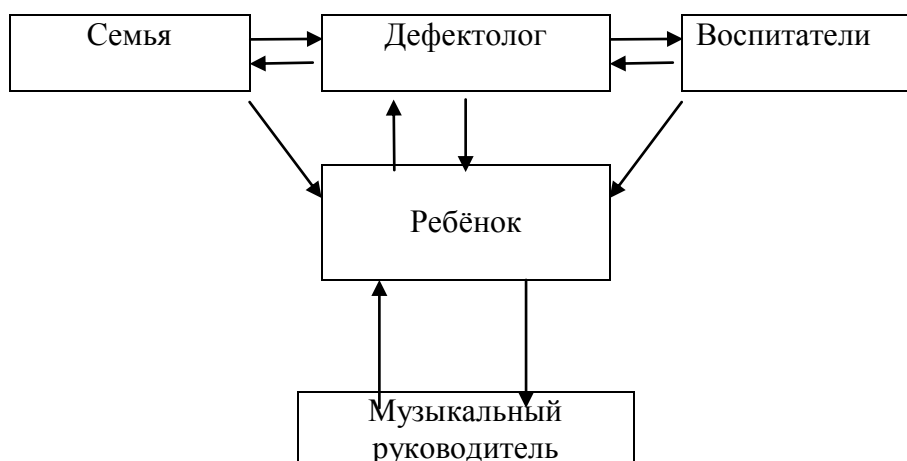 Семья
Дефектолог
Воспитатели
Ребёнок
Музыкальный
руководитель